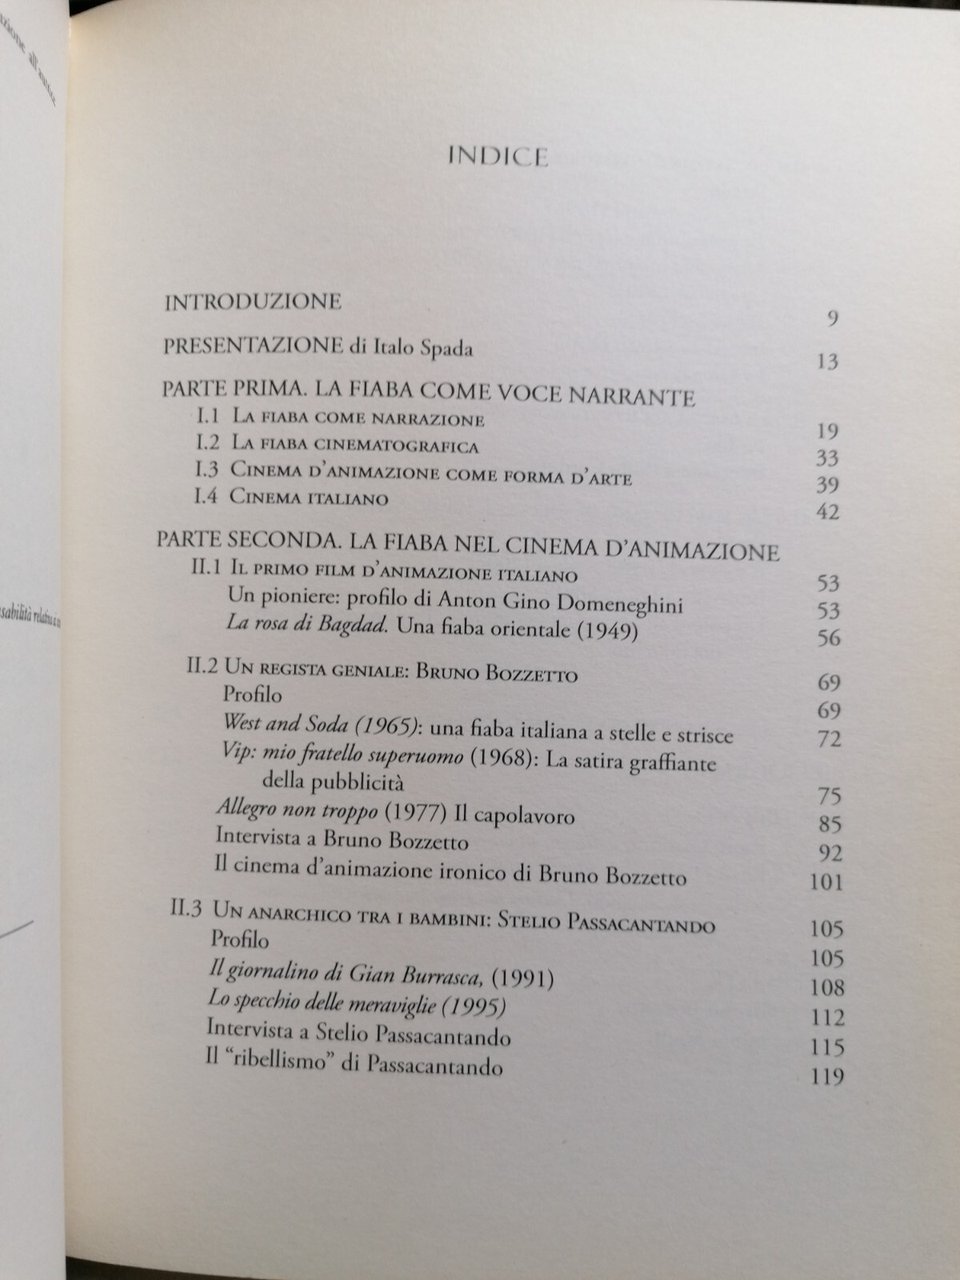 zione all'autor
sabilità relativa a
INDICE
INTRODUZIONE 9
PRESENTAZIONE di Italo Spada 13
PARTE PRIMA. LA FIABA COME VOCE NARRANTE
I.1 La fiaba come narrazione 19
I.2 La fiaba cinematografica 33
I.3 Cinema d'animazione come forma d'arte 39
I.4 Cinema italiano 42
PARTE SECONDA. LA FIABA NEL CINEMA D'ANIMAZIONE
II.1 Il primo film d'animazione italiano 53
Un pioniere: profilo di Anton Gino Domeneghini 53
La rosa di Bagdad. Una fiaba orientale (1949) 56
II.2 Un regista geniale: Bruno Bozzetto 69
Profilo 69
West and Soda (1965): una fiaba italiana a stelle e strisce 72
Vip: mio fratello superuomo (1968): La satira graffiante
della pubblicità 75
Allegro non troppo (1977) Il capolavoro 85
Intervista a Bruno Bozzetto 92
Il cinema d'animazione ironico di Bruno Bozzetto 101
II.3 Un anarchico tra i bambini: Stelio Passacantando 105
Profilo 105
Il giornalino di Gian Burrasca, (1991) 108
Lo specchio delle meraviglie (1995) 112
Intervista a Stelio Passacantando 115
Il “ribellismo” di Passacantando 119